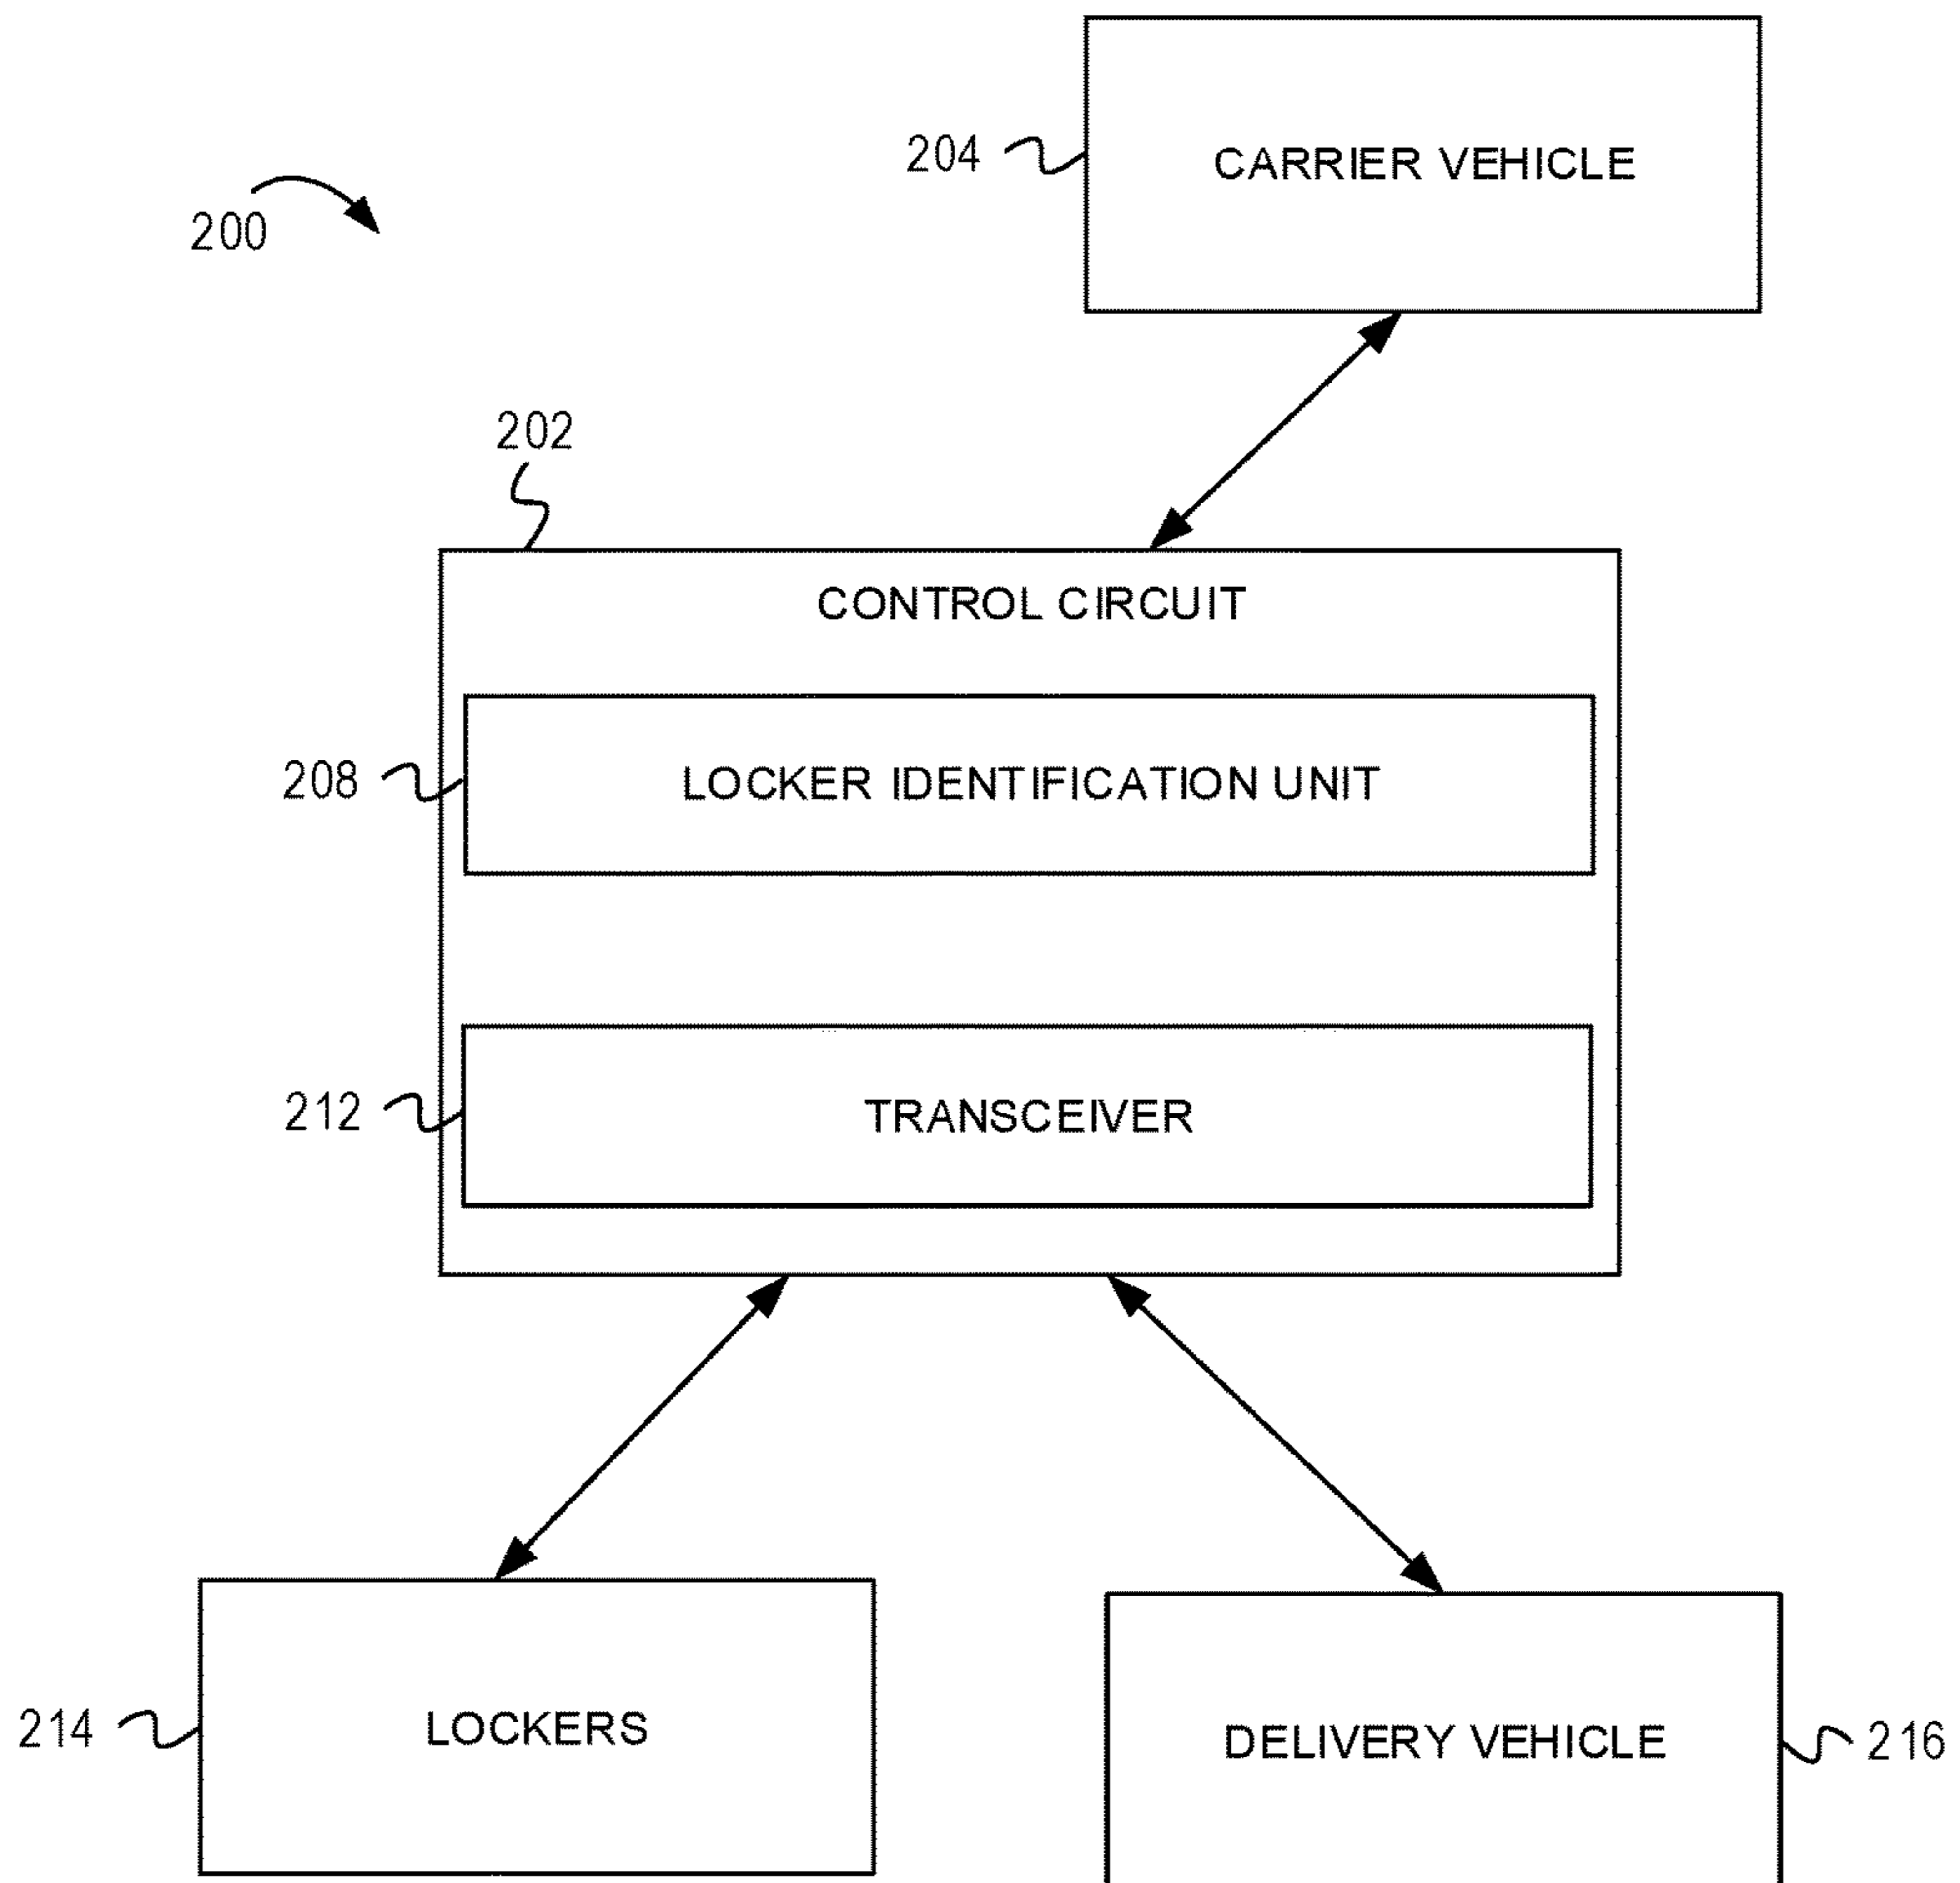 204
CARRIER VEHICLE
200
202
CONTROL CIRCUIT
208
LOCKER IDENTIFICATION UNIT
212
TRANSCEIVER
214
LOCKERS
DELIVERY VEHICLE
216